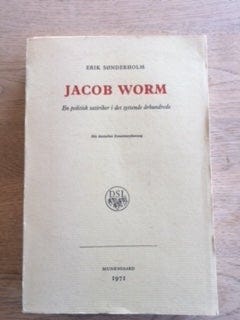 ERIK SØNDERHOLM
JACOB WORM
En politisk satiriker i det syttende århundrede
Mit deutscher Zusammenfassung
DSL
MUNKSGAARD
1971